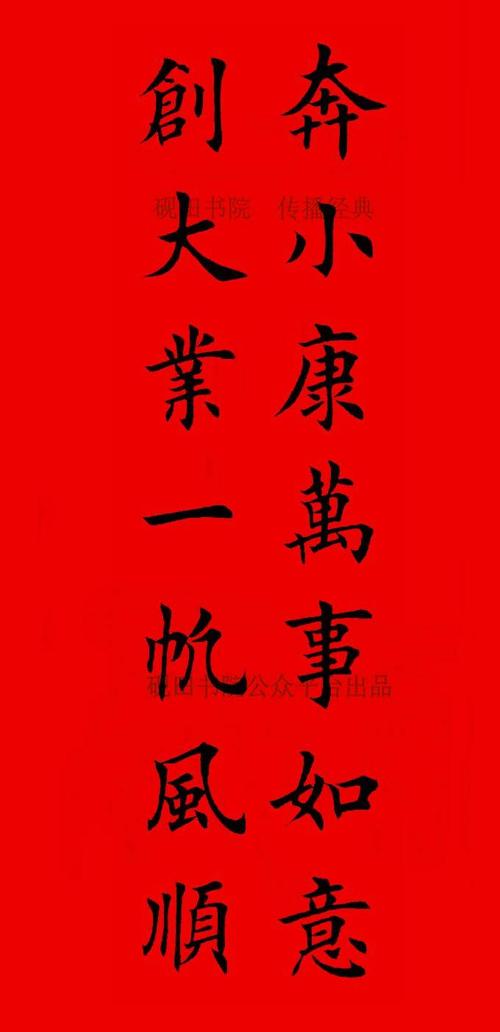 奔小康萬事如意
創大業一帆風順
砚田书院 传播经典
砚田书院公众平台出品